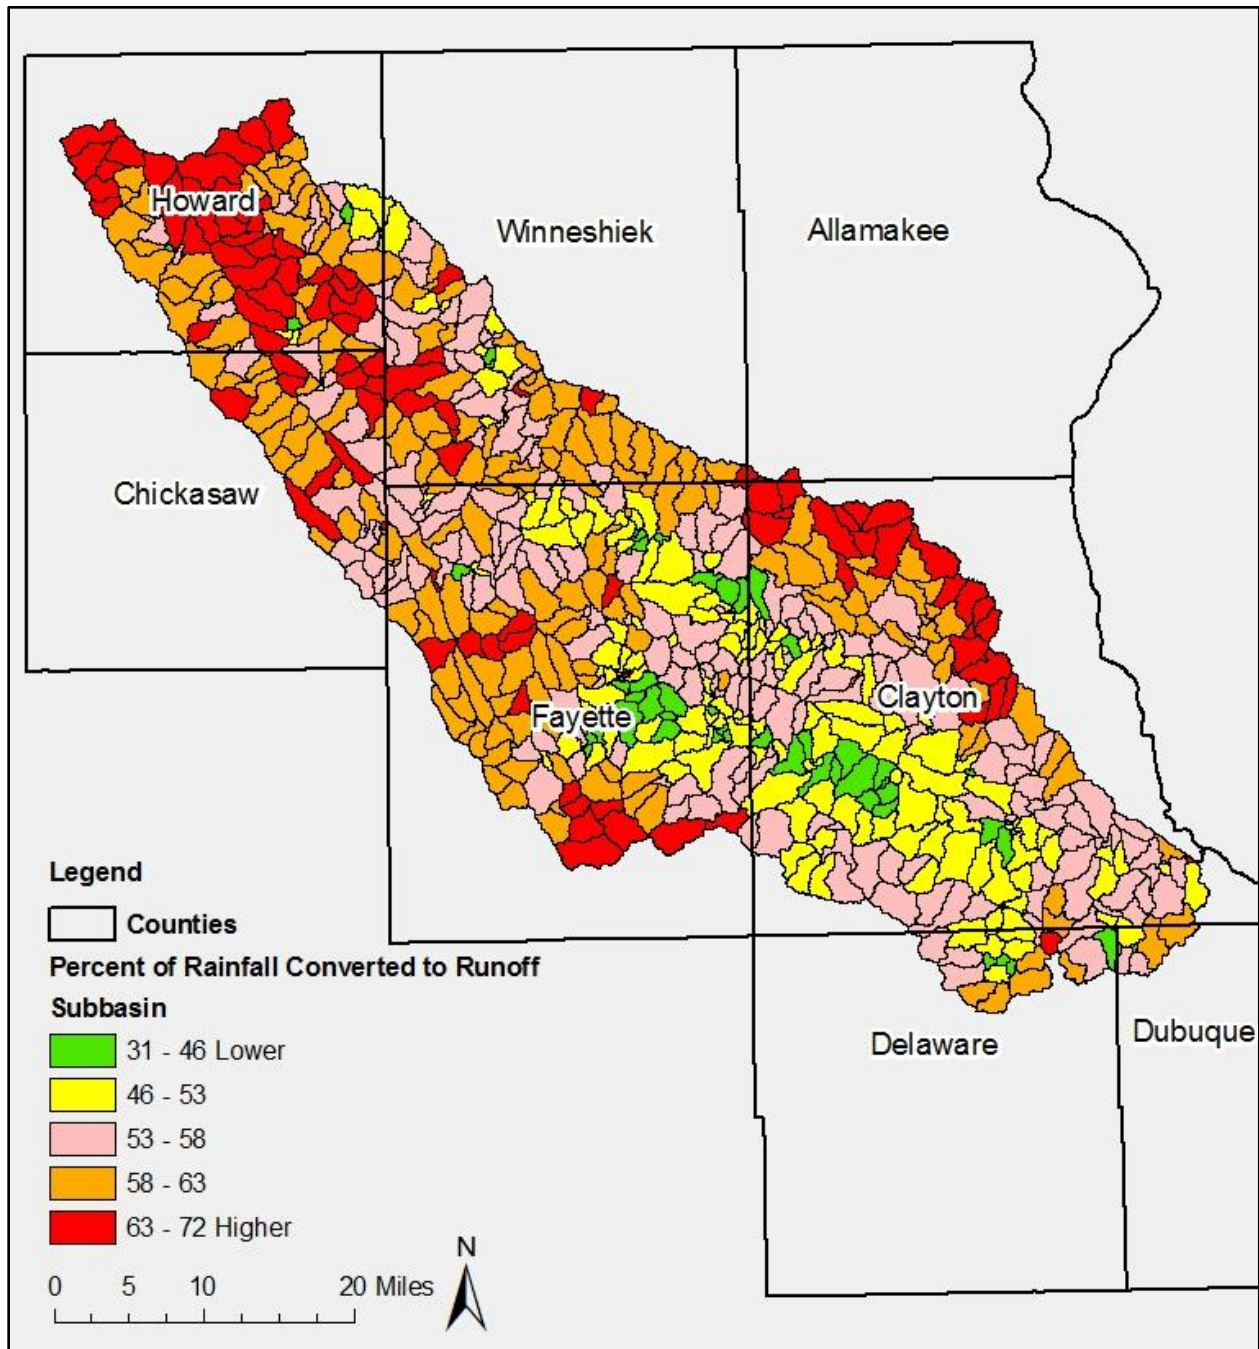 Howard
Winneshiek
Allamakee
Chickasaw
Fayette
Clayton
Delaware
Dubuque
Legend
Counties
Percent of Rainfall Converted to Runoff
Subbasin
31 - 46 Lower
46 - 53
53 - 58
58 - 63
63 - 72 Higher
0 5 10 20 Miles
N